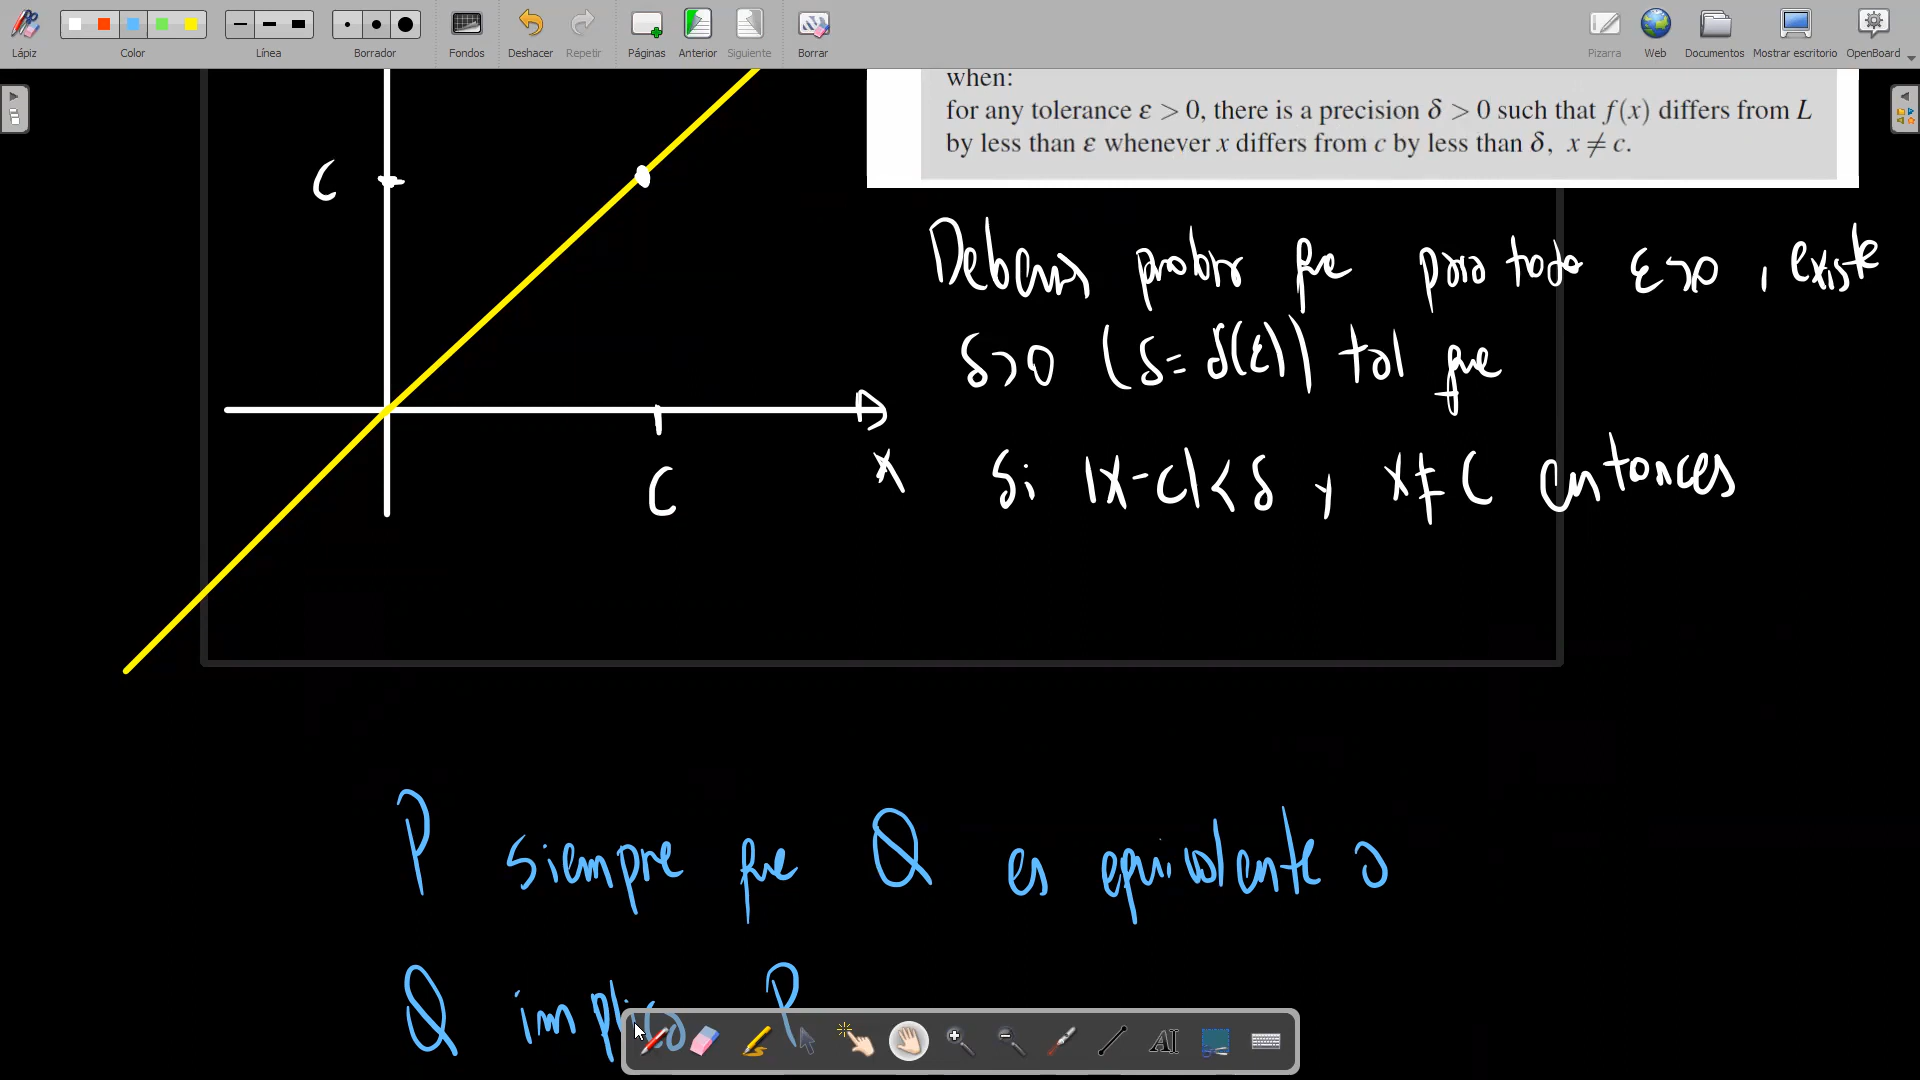 Lápiz Color Línea Borrador Fondos Deshacer Repetir Páginas Anterior Siguiente Borrar Pizarra Web Documentos Mostrar escritorio OpenBoard
when:
for any tolerance ε > 0, there is a precision δ > 0 such that f(x) differs from L
by less than ε whenever x differs from c by less than δ, x ≠ c.
C
Debemos probar que para todo ε>0, existe
δ>0 (δ= δ(ε)) tal que
C
x
Si |x-c|<δ y x≠c entonces
P siempre que Q es equivalente a
Q implica P
AI